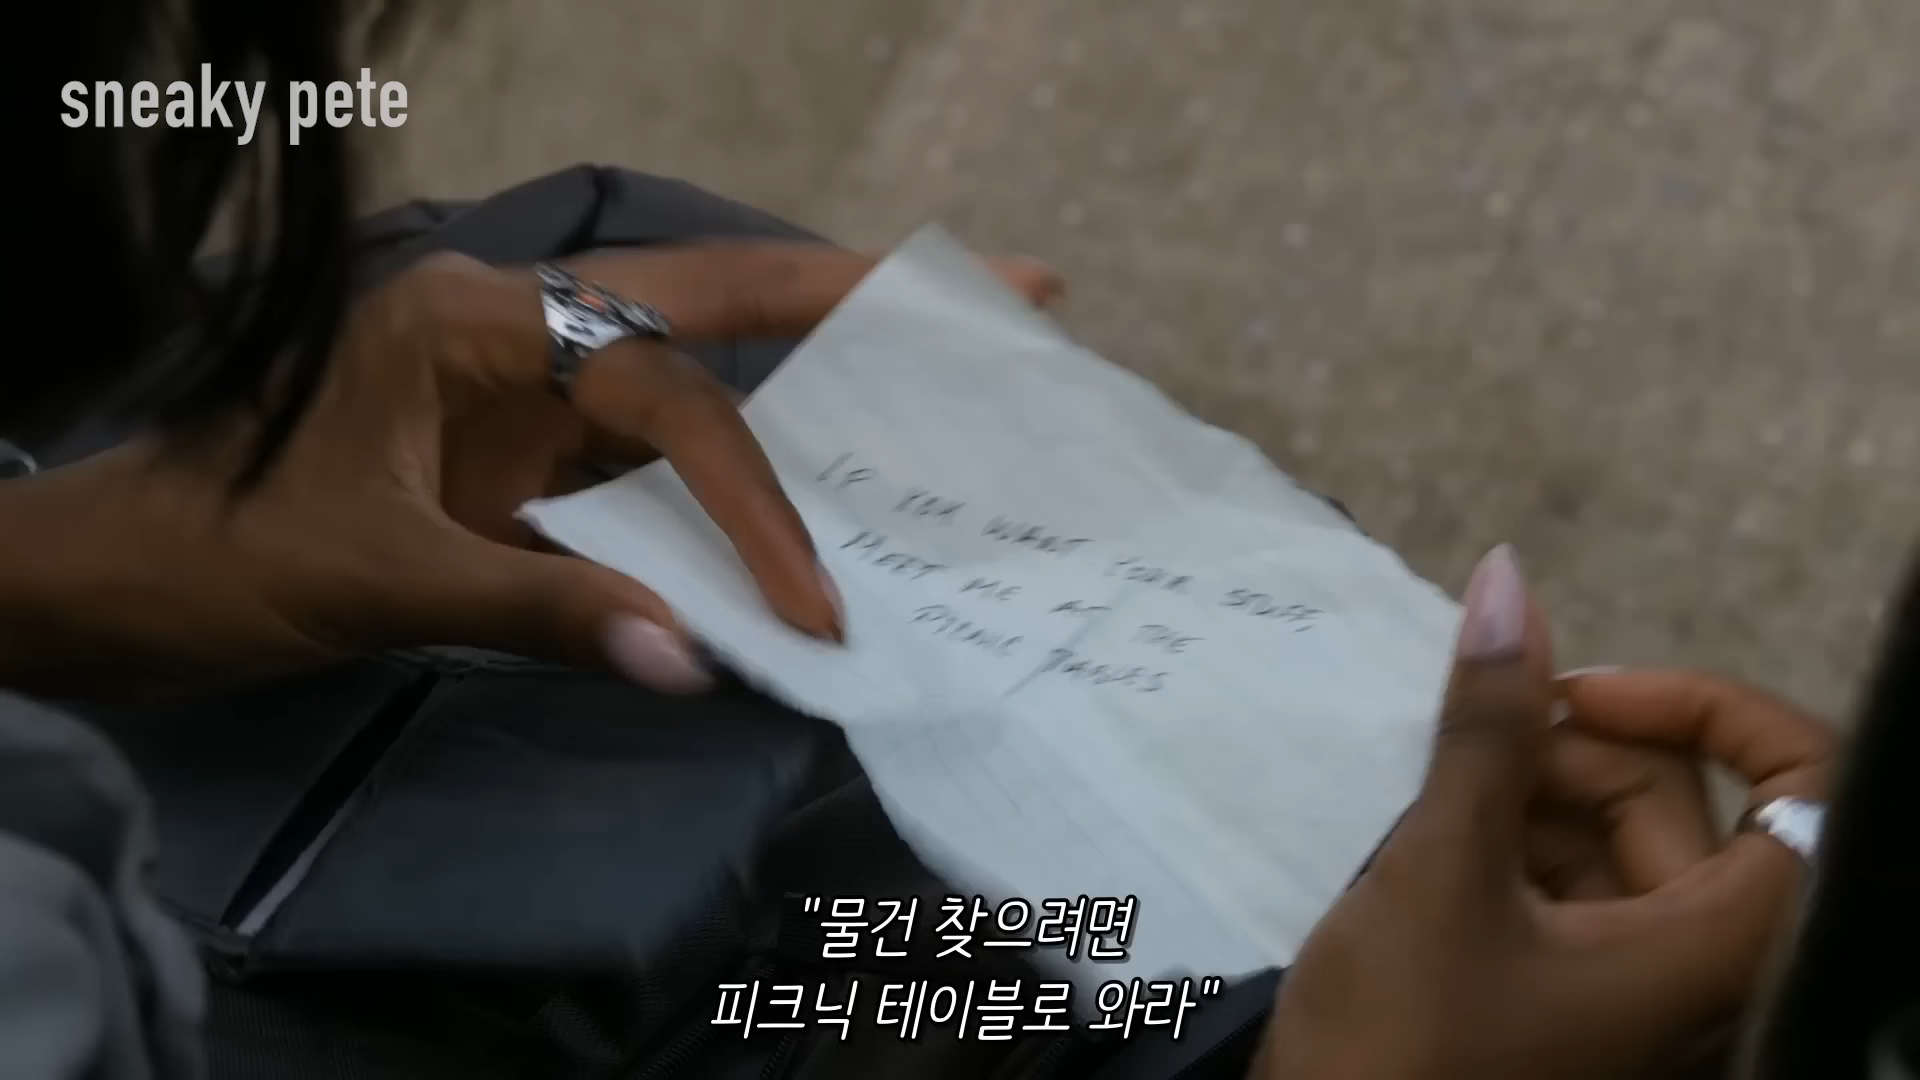 sneaky pete
IF YOU WANT YOUR STUFF,
MEET ME AT THE
PICNIC TABLES
"물건 찾으려면
피크닉 테이블로 와라"